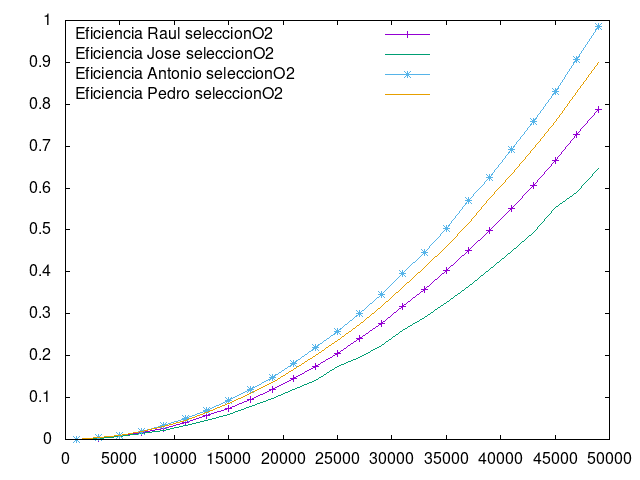 Eficiencia Raul seleccionO2
Eficiencia Jose seleccionO2
Eficiencia Antonio seleccionO2
Eficiencia Pedro seleccionO2
1
0.9
0.8
0.7
0.6
0.5
0.4
0.3
0.2
0.1
0
0 5000 10000 15000 20000 25000 30000 35000 40000 45000 50000